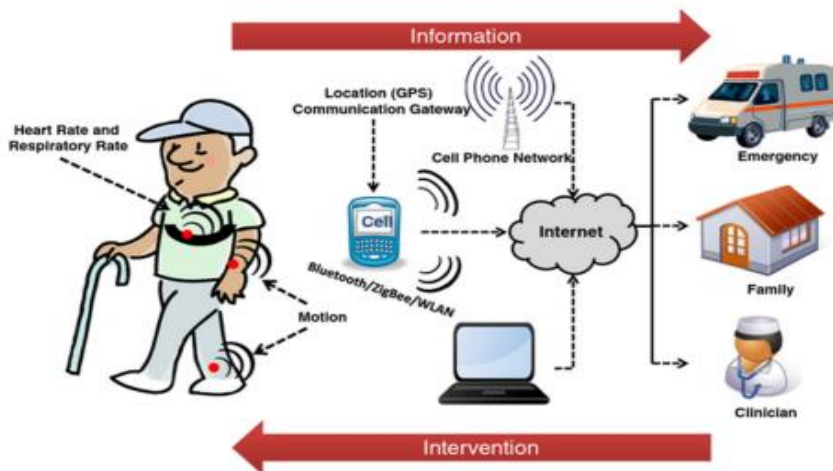 Information
Location (GPS)
Communication Gateway
Heart Rate and
Respiratory Rate
Cell Phone Network
Emergency
Cell
Internet
Bluetooth/ZigBee/WLAN
Family
Motion
Clinician
Intervention